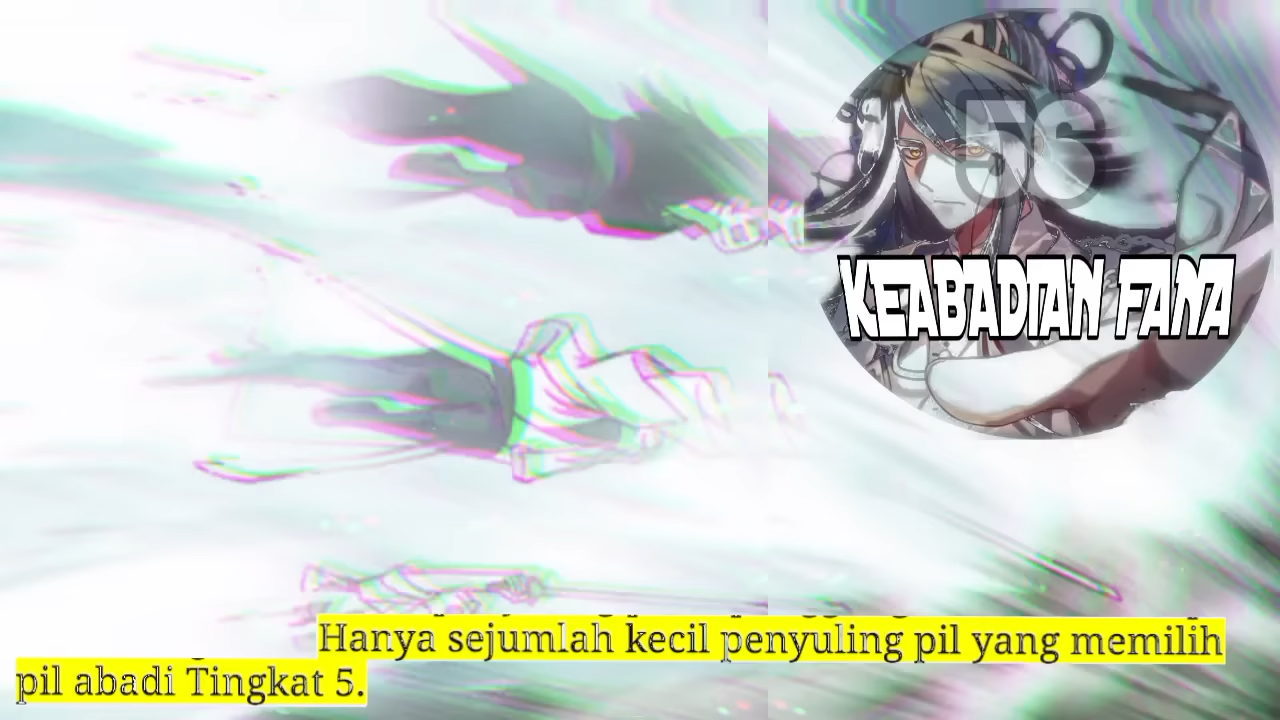 56
KEABADIAN FANA
Hanya sejumlah kecil penyuling pil yang memilih
pil abadi Tingkat 5.